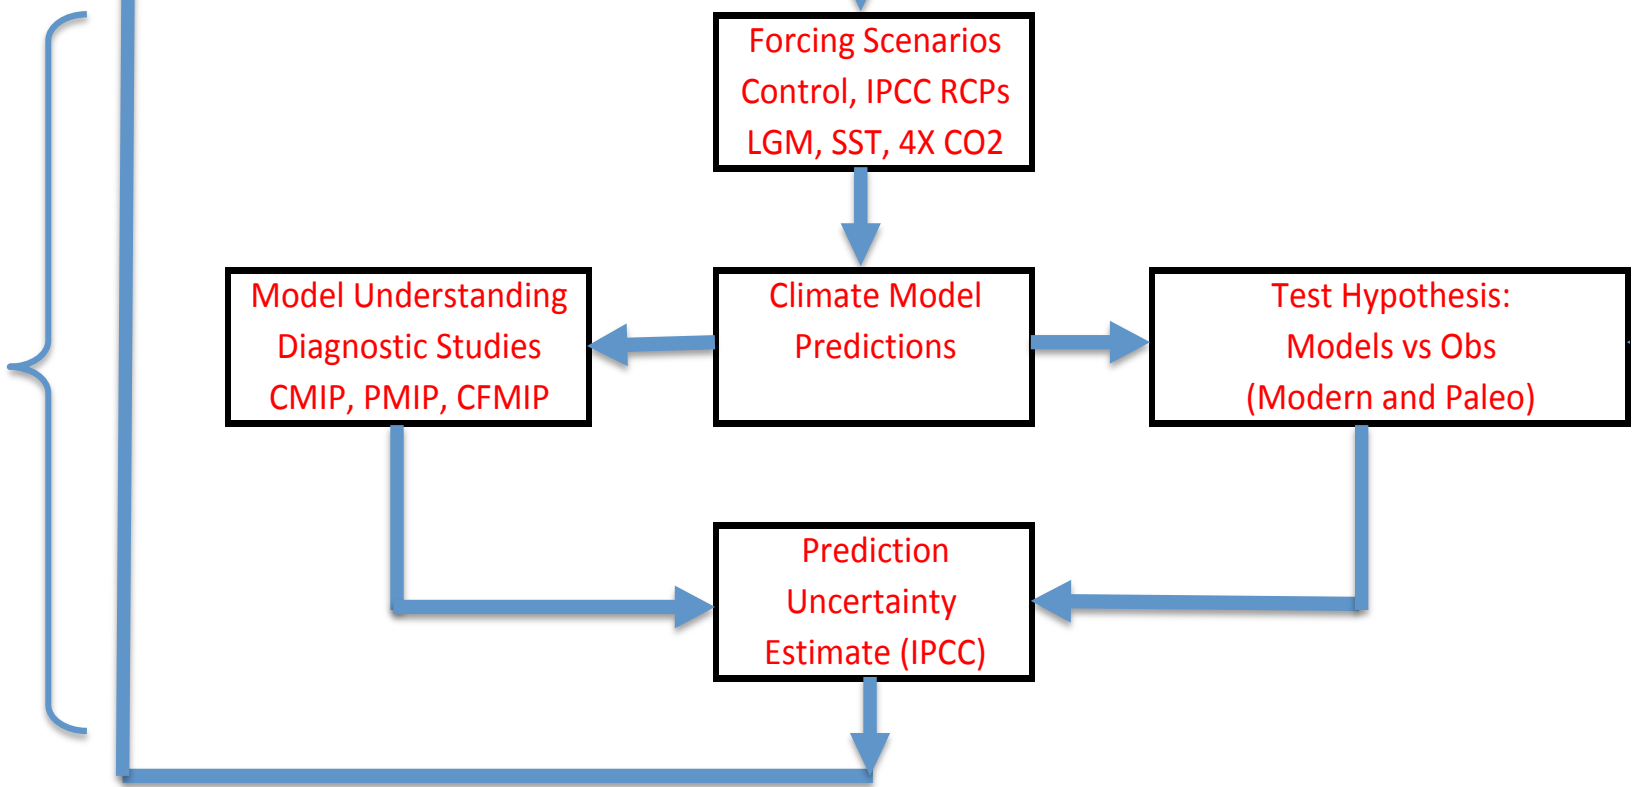 Forcing Scenarios
Control, IPCC RCPs
LGM, SST, 4X CO2
Model Understanding
Diagnostic Studies
CMIP, PMIP, CFMIP
Climate Model
Predictions
Test Hypothesis:
Models vs Obs
(Modern and Paleo)
Prediction
Uncertainty
Estimate (IPCC)